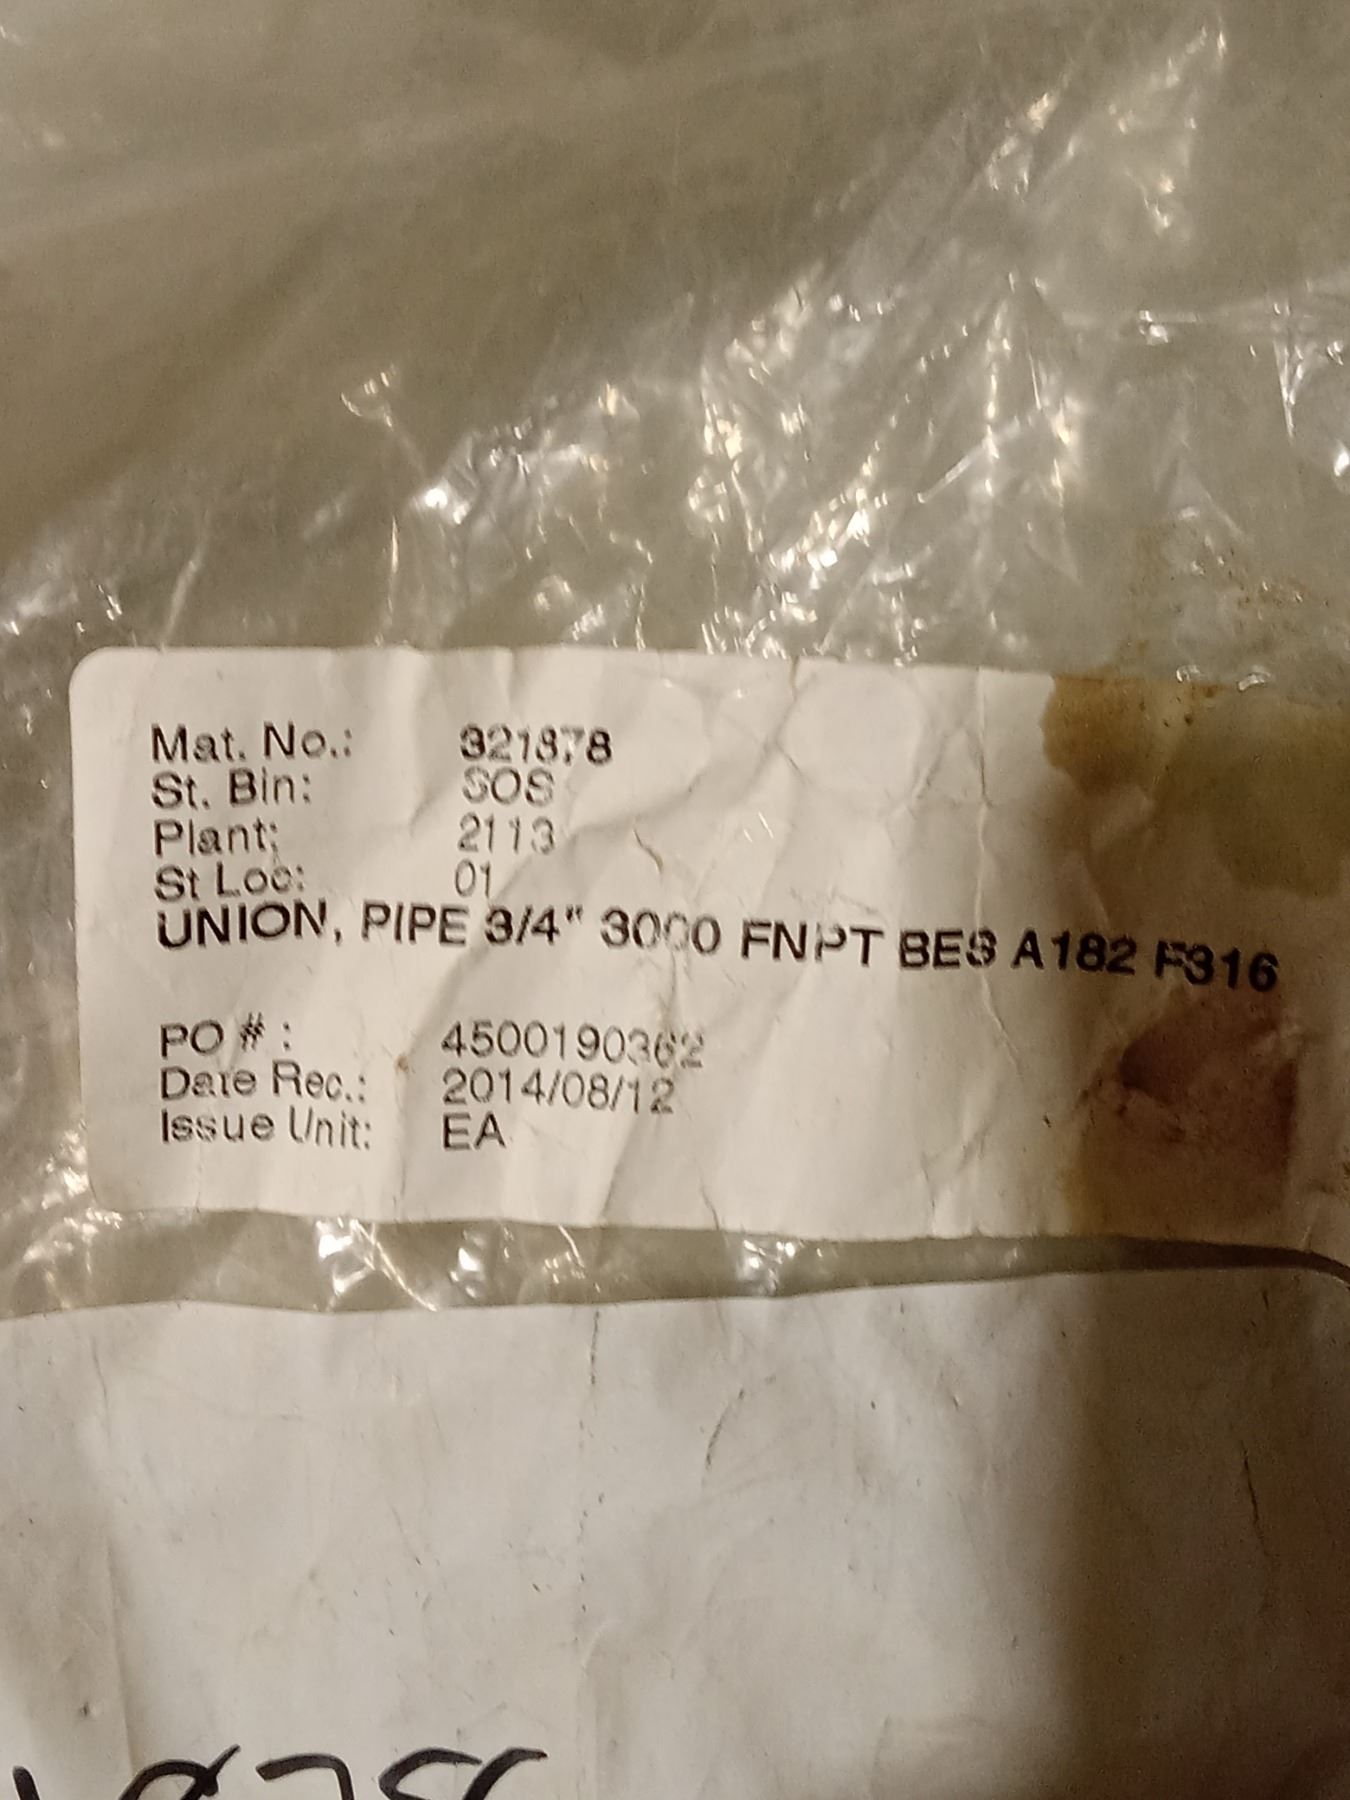 Mat. No.: 321878
St. Bin: SOS
Plant: 2113
St Loc: 01
UNION, PIPE 3/4" 3000 FNPT BES A182 F316
PO # : 4500190362
Date Rec.: 2014/08/12
Issue Unit: EA